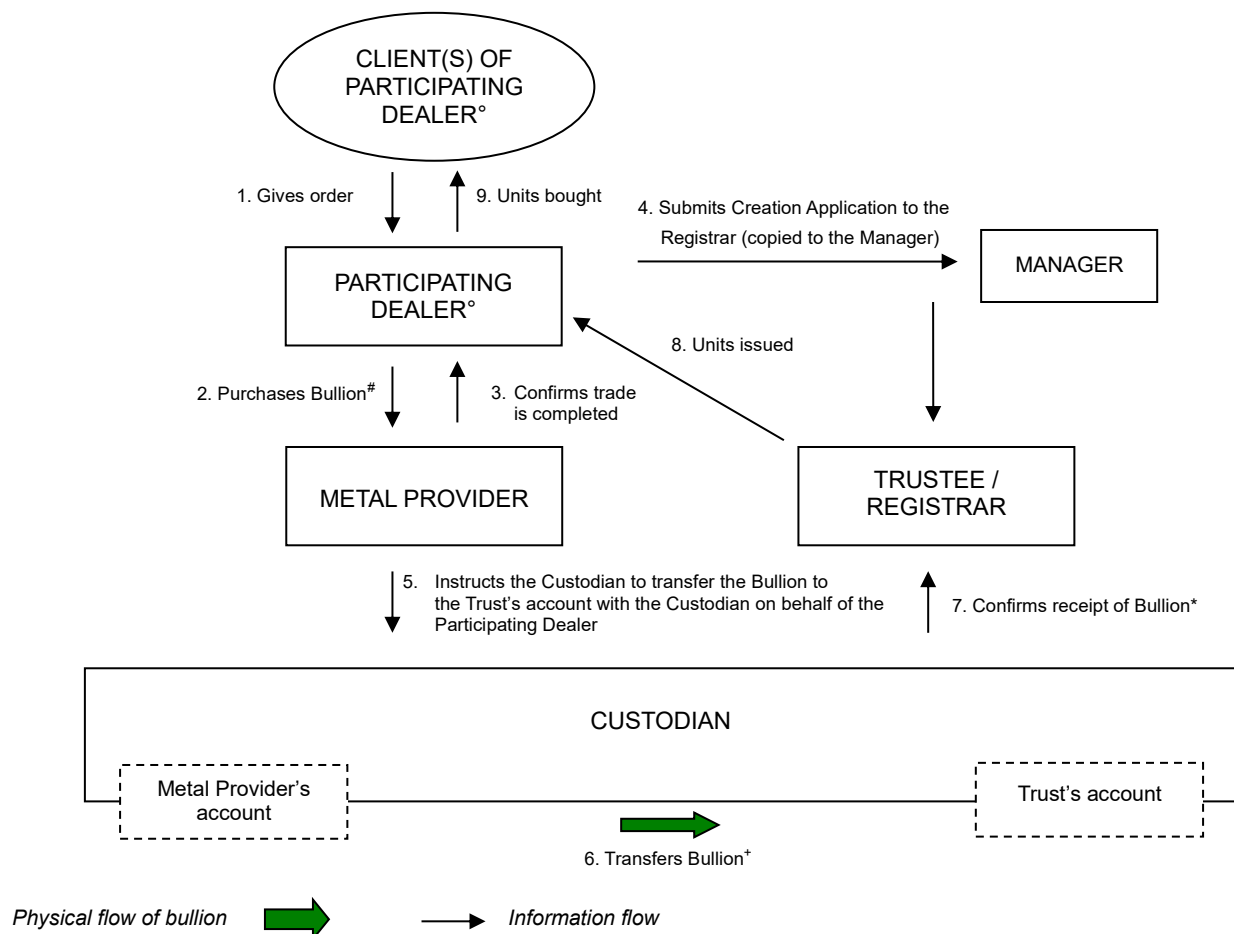 CLIENT(S) OF
PARTICIPATING
DEALER°
1. Gives order
9. Units bought
4. Submits Creation Application to the
Registrar (copied to the Manager)
MANAGER
PARTICIPATING
DEALER°
8. Units issued
2. Purchases Bullion#
3. Confirms trade
is completed
METAL PROVIDER
TRUSTEE /
REGISTRAR
5. Instructs the Custodian to transfer the Bullion to
the Trust’s account with the Custodian on behalf of the
Participating Dealer
7. Confirms receipt of Bullion*
CUSTODIAN
Metal Provider’s
account
Trust’s account
6. Transfers Bullion+
Physical flow of bullion
Information flow